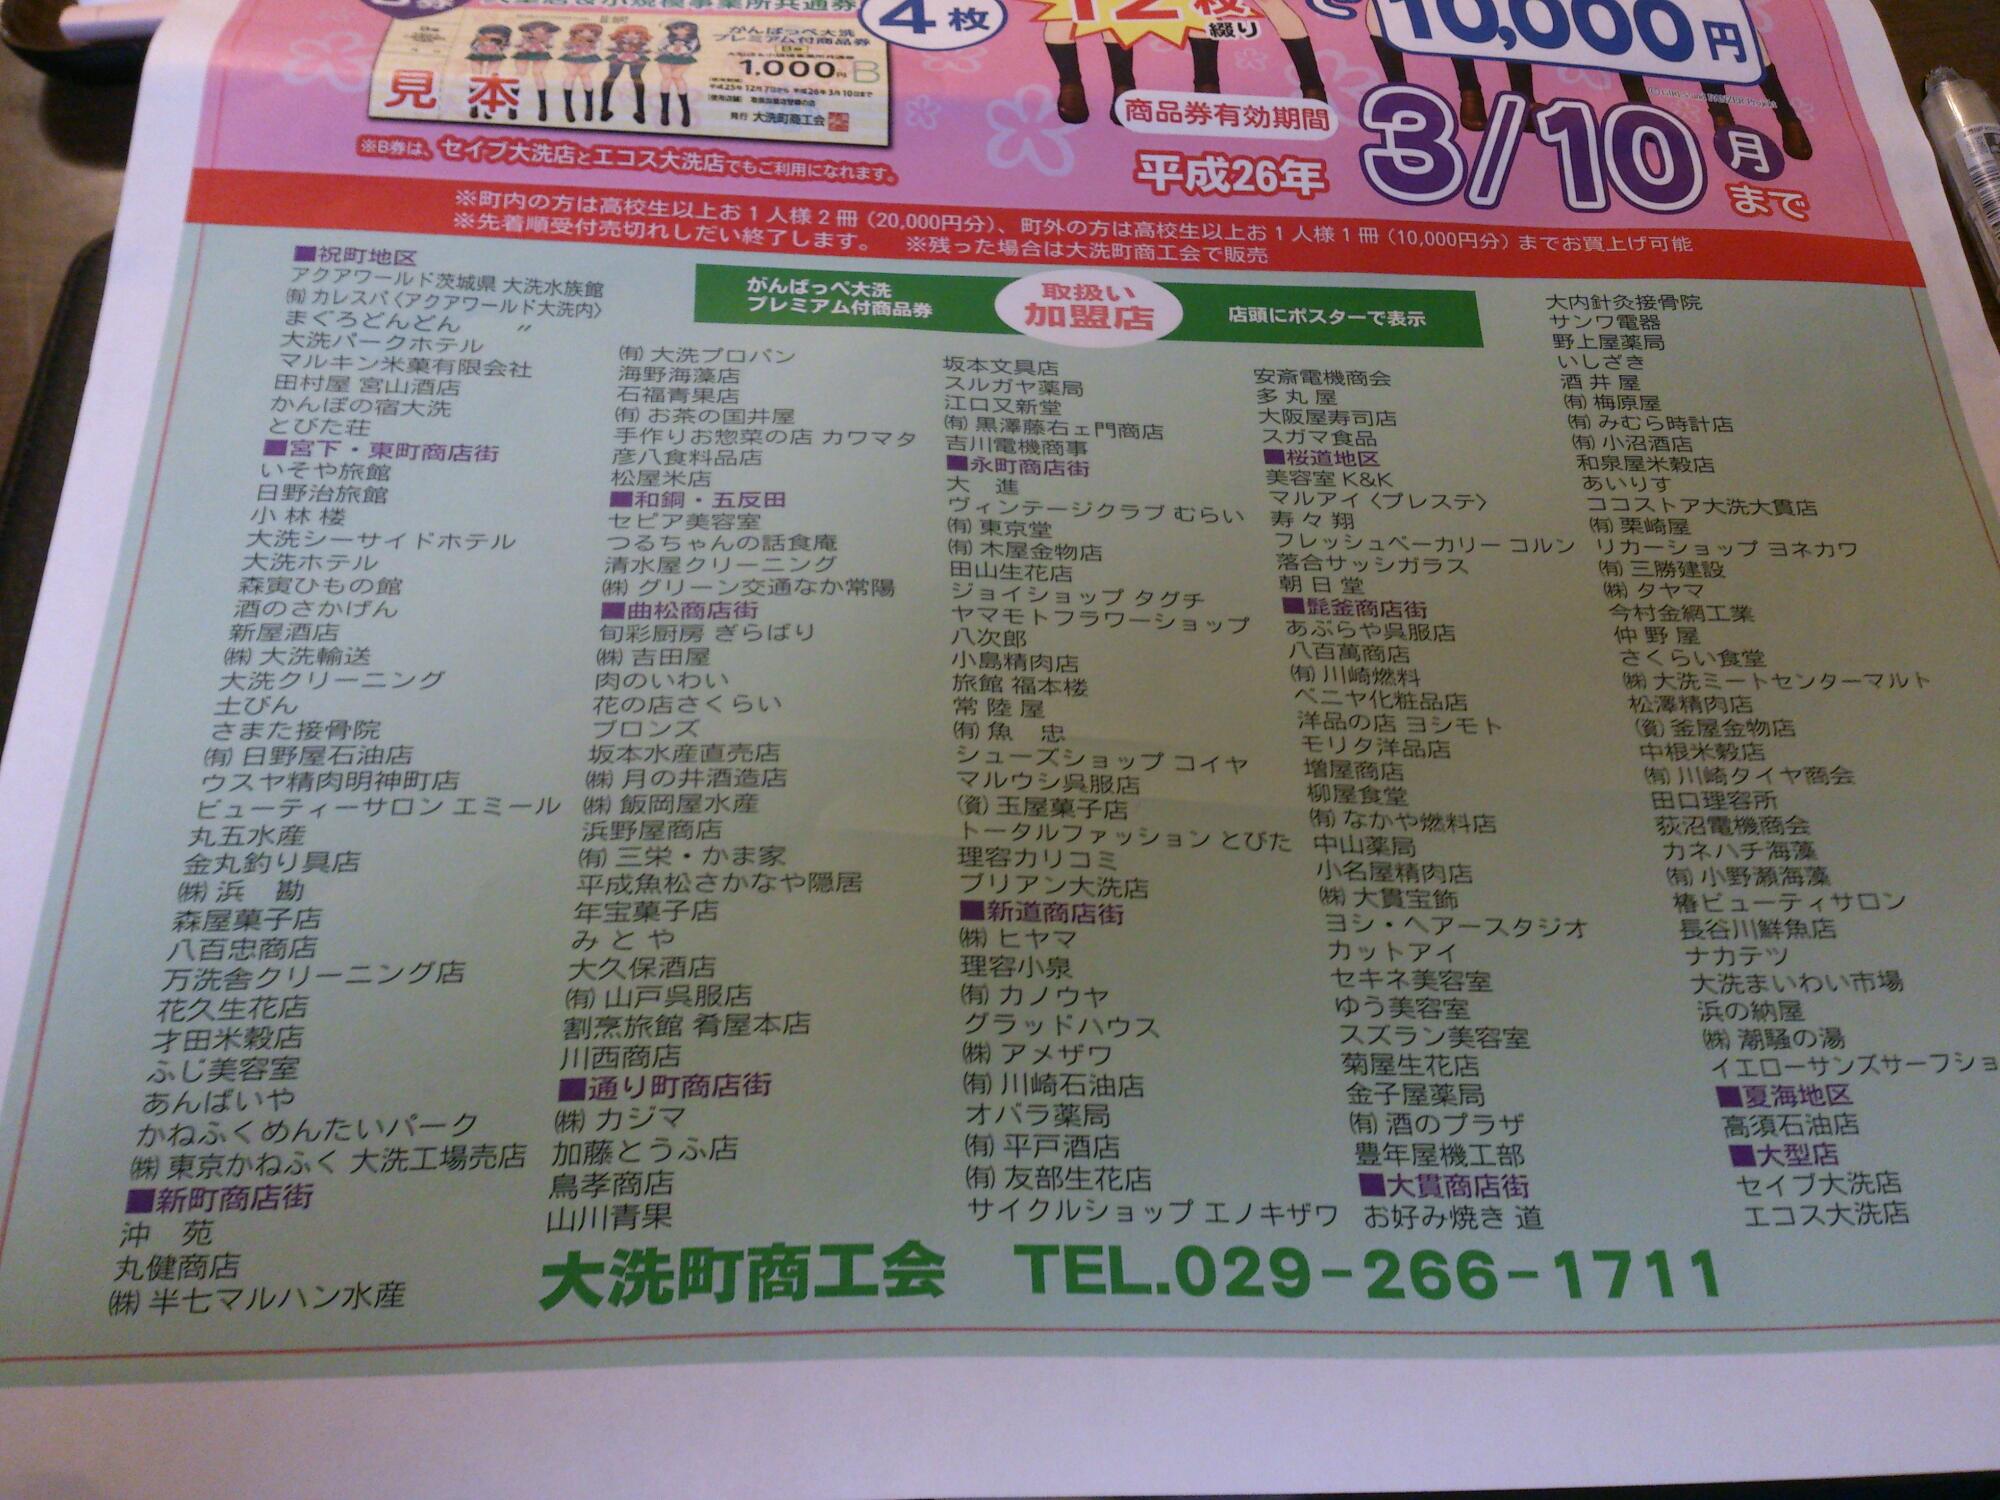 大型店&小規模事業所共通券
4枚
12枚
綴り
10,000円
がんばっぺ大洗
プレミアム付商品券
B券
1,000円 B
平成25年12月7日から 平成26年3月10日まで
発行 大洗町商工会
見本
※B券は、セイブ大洗店とエコス大洗店でもご利用になれます。
商品券有効期間
平成26年 3/10 月 まで
※町内の方は高校生以上お1人様2冊（20,000円分）、町外の方は高校生以上お1人様1冊（10,000円分）までお買上げ可能
※先着順受付売切れしだい終了します。 ※残った場合は大洗町商工会で販売
がんばっぺ大洗
プレミアム付商品券
取扱い
加盟店
店頭にポスターで表示
■祝町地区
アクアワールド茨城県 大洗水族館
㈲ カレスパ〈アクアワールド大洗内〉
まぐろどんどん 〃
大洗パークホテル
マルキン米菓有限会社
田村屋 宮山酒店
かんぽの宿大洗
とびた荘
■宮下・東町商店街
いそや旅館
日野治旅館
小林楼
大洗シーサイドホテル
大洗ホテル
森寅ひもの館
酒のさかげん
新屋酒店
㈱ 大洗輸送
大洗クリーニング
土びん
さまた接骨院
㈲ 日野屋石油店
ウスヤ精肉明神町店
ビューティーサロン エミール
丸五水産
金丸釣り具店
㈱ 浜 勘
森屋菓子店
八百忠商店
万洗舎クリーニング店
花久生花店
才田米穀店
ふじ美容室
あんばいや
かねふくめんたいパーク
㈱ 東京かねふく 大洗工場売店
■新町商店街
沖 苑
丸健商店
㈱ 半七マルハン水産
㈲ 大洗プロパン
海野海藻店
石福青果店
㈲ お茶の国井屋
手作りお惣菜の店 カワマタ
彦八食料品店
松屋米店
■和銅・五反田
セピア美容室
つるちゃんの話食庵
清水屋クリーニング
㈱ グリーン交通なか常陽
■曲松商店街
旬彩厨房 ぎらばり
㈱ 吉田屋
肉のいわい
花の店さくらい
ブロンズ
坂本水産直売店
㈱ 月の井酒造店
㈱ 飯岡屋水産
浜野屋商店
㈲ 三栄・かま家
平成魚松さかなや隠居
年宝菓子店
みとや
大久保酒店
㈲ 山戸呉服店
割烹旅館 肴屋本店
川西商店
■通り町商店街
㈱ カジマ
加藤とうふ店
鳥孝商店
山川青果
坂本文具店
スルガヤ薬局
江口又新堂
㈲ 黒澤藤右ェ門商店
吉川電機商事
■永町商店街
大 進
ヴィンテージクラブ むらい
㈲ 東京堂
㈲ 木屋金物店
田山生花店
ジョイショップ タグチ
ヤマモトフラワーショップ
八次郎
小島精肉店
旅館 福本楼
常陸屋
㈲ 魚 忠
シューズショップ コイヤ
マルウシ呉服店
㈾ 玉屋菓子店
トータルファッション とびた
理容カリコミ
ブリアン大洗店
■新道商店街
㈱ ヒヤマ
理容小泉
㈲ カノウヤ
グラッドハウス
㈱ アメザワ
㈲ 川崎石油店
オバラ薬局
㈲ 平戸酒店
㈲ 友部生花店
サイクルショップ エノキザワ
安斎電機商会
多丸屋
大阪屋寿司店
スガマ食品
■桜道地区
美容室 K&K
マルアイ〈プレステ〉
寿々翔
フレッシュベーカリー コルン
落合サッシガラス
朝日堂
■髭釜商店街
あぶらや呉服店
八百萬商店
㈲ 川崎燃料
ベニヤ化粧品店
洋品の店 ヨシモト
モリタ洋品店
増屋商店
柳屋食堂
㈲ なかや燃料店
中山薬局
小名屋精肉店
㈱ 大貫宝飾
ヨシ・ヘアースタジオ
カットアイ
セキネ美容室
ゆう美容室
スズラン美容室
菊屋生花店
金子屋薬局
㈲ 酒のプラザ
豊年屋機工部
■大貫商店街
お好み焼き 道
大内針灸接骨院
サンワ電器
野上屋薬局
いしざき
酒井屋
㈲ 梅原屋
㈲ みむら時計店
㈲ 小沼酒店
和泉屋米穀店
あいりす
ココストア大洗大貫店
㈲ 栗崎屋
リカーショップ ヨネカワ
㈲ 三勝建設
㈱ タヤマ
今村金網工業
仲野屋
さくらい食堂
㈱ 大洗ミートセンターマルト
松澤精肉店
㈾ 釜屋金物店
中根米穀店
㈲ 川崎タイヤ商会
田口理容所
荻沼電機商会
カネハチ海藻
㈲ 小野瀬海藻
椿ビューティサロン
長谷川鮮魚店
ナカテツ
大洗まいわい市場
浜の納屋
㈱ 潮騒の湯
イエローサンズサーフショ
■夏海地区
高須石油店
■大型店
セイブ大洗店
エコス大洗店
大洗町商工会 TEL.029-266-1711